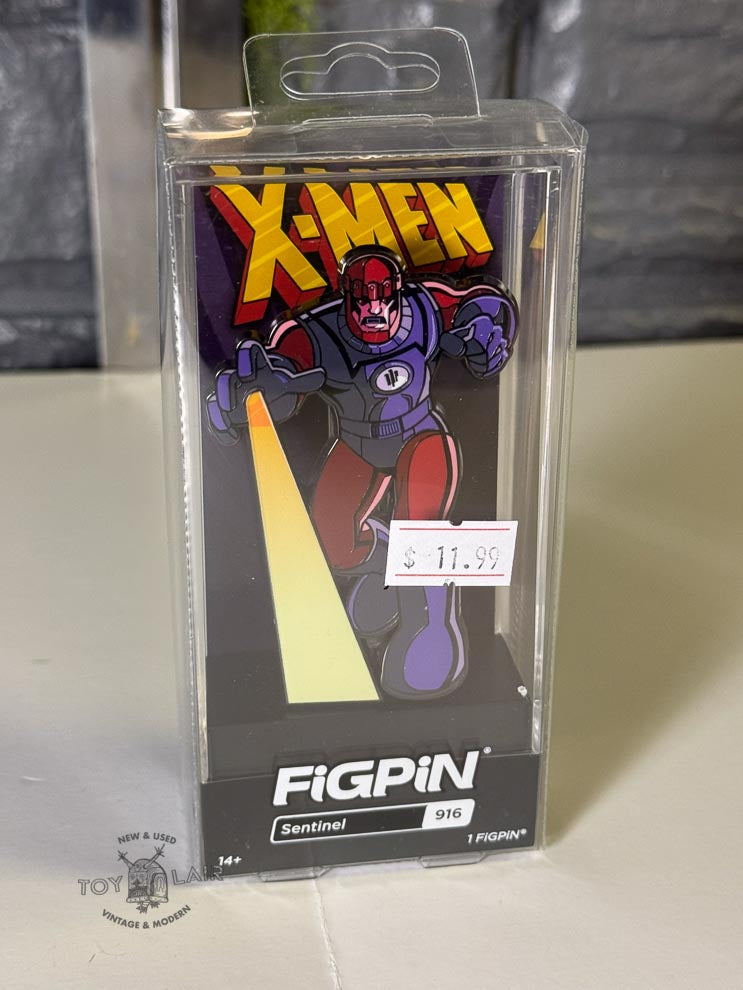 X-MEN
$ 11.99
FiGPiN®
Sentinel 916
14+ 1 FiGPiN®
NEW & USED
TOY LAIR
VINTAGE & MODERN